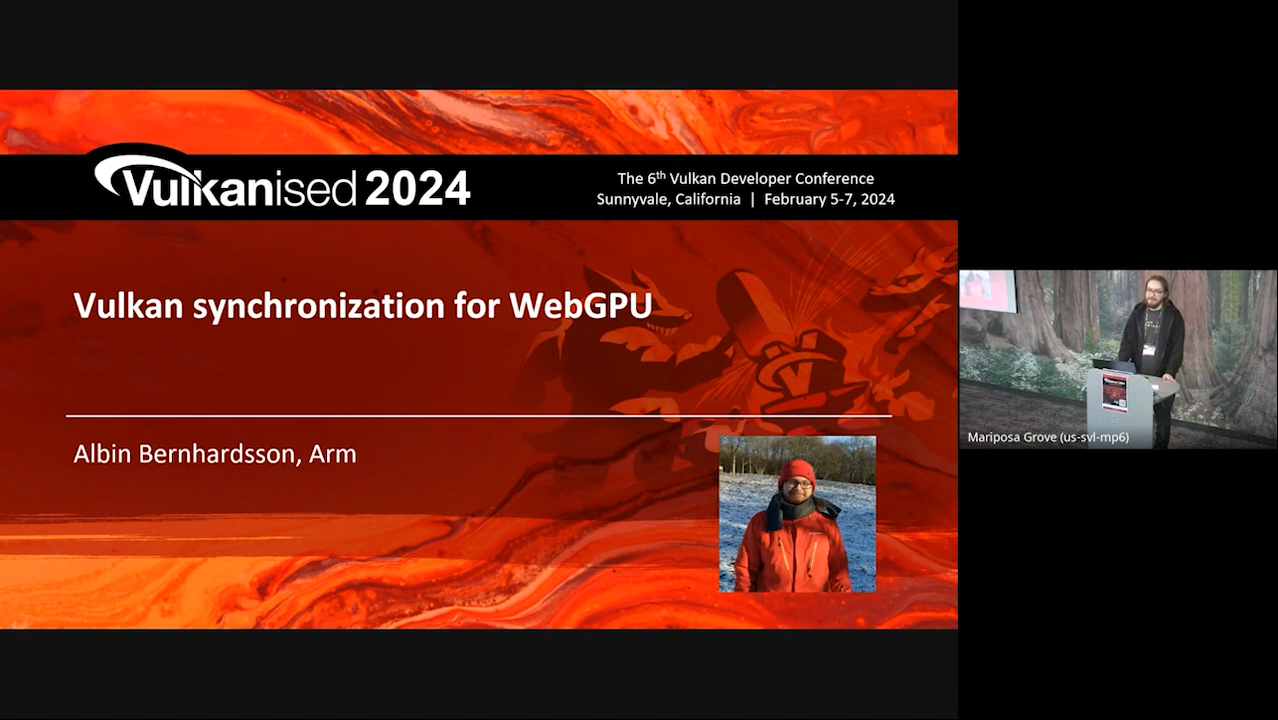 Vulkanised 2024
The 6th Vulkan Developer Conference
Sunnyvale, California | February 5-7, 2024
Vulkan synchronization for WebGPU
Albin Bernhardsson, Arm
Mariposa Grove (us-svl-mp6)